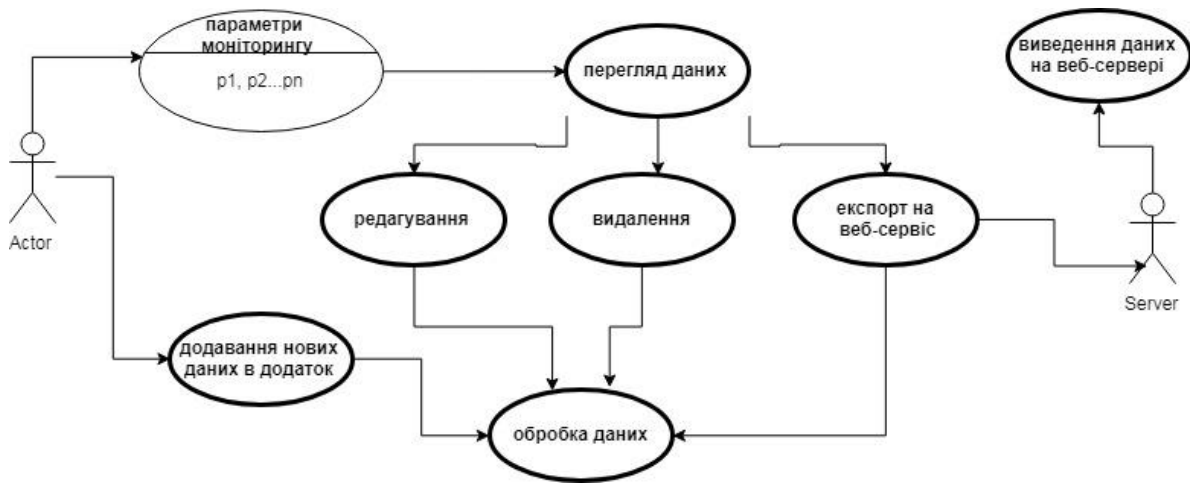 параметри
моніторингу
p1, p2...pn
перегляд даних
виведення даних
на веб-сервері
Actor
редагування
видалення
експорт на
веб-сервіс
Server
додавання нових
даних в додаток
обробка даних